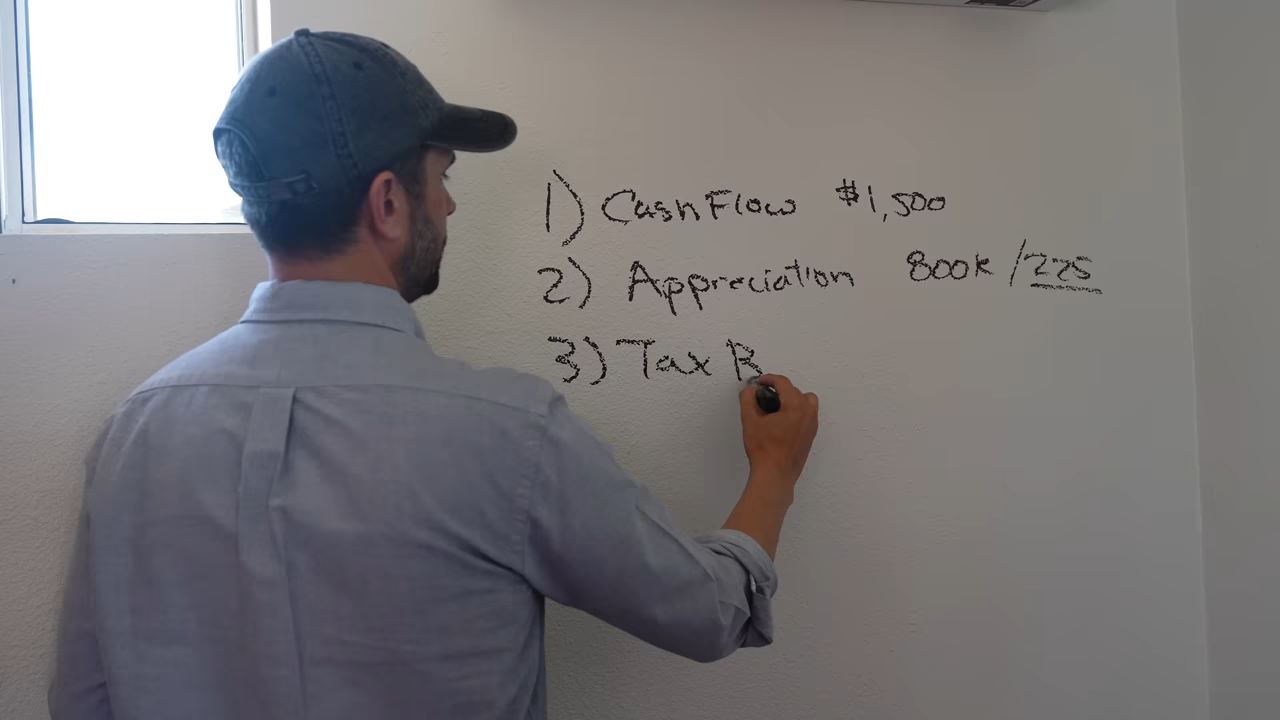 1) Cash Flow $1,500
2) Appreciation 800k /225
3) Tax B